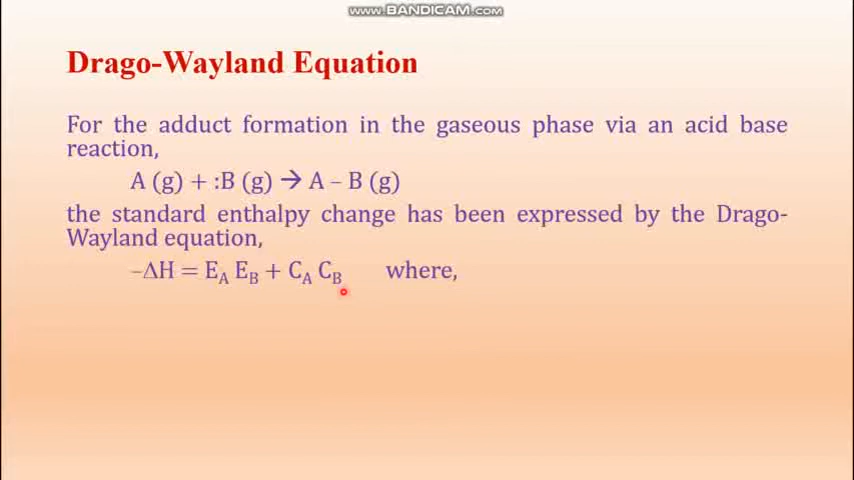 www.BANDICAM.com
Drago-Wayland Equation
For the adduct formation in the gaseous phase via an acid base
reaction,
A (g) + :B (g) → A – B (g)
the standard enthalpy change has been expressed by the Drago-
Wayland equation,
–ΔH = E_A E_B + C_A C_B where,